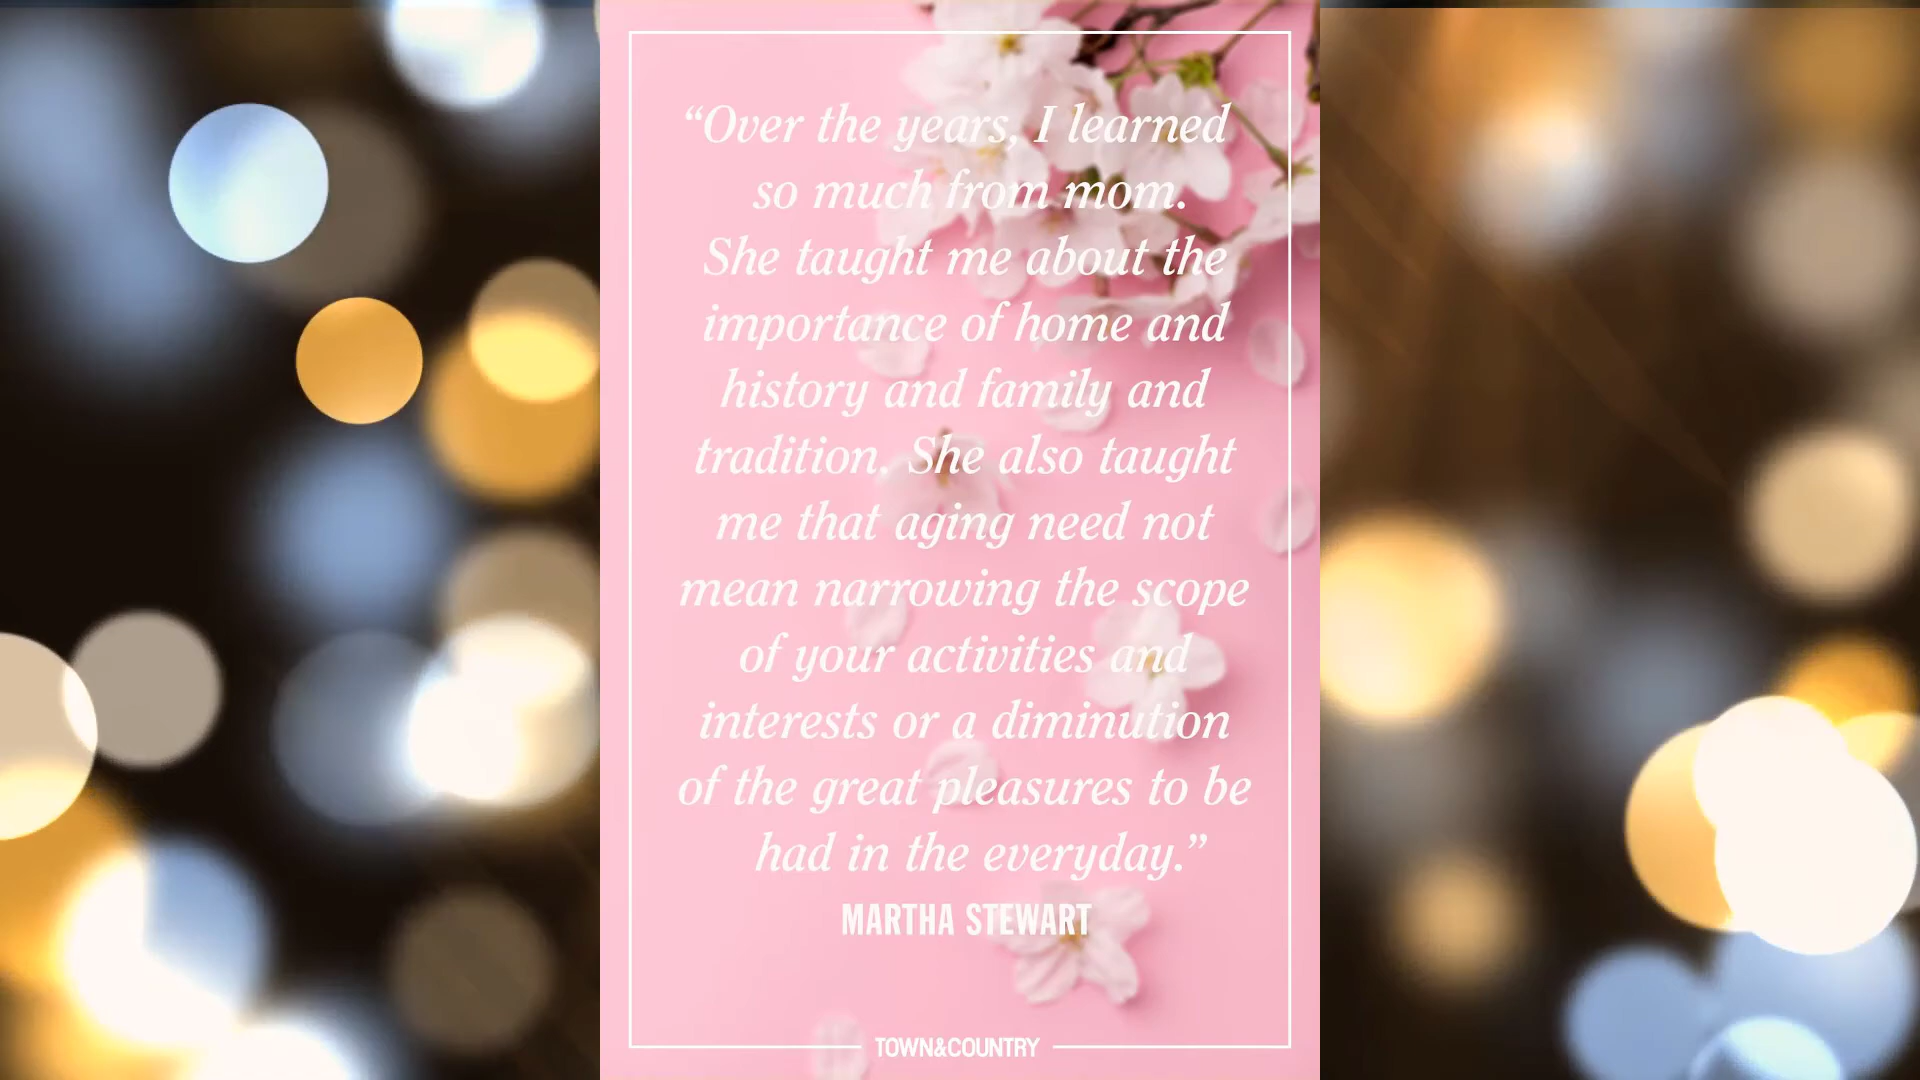 “Over the years, I learned
so much from mom.
She taught me about the
importance of home and
history and family and
tradition. She also taught
me that aging need not
mean narrowing the scope
of your activities and
interests or a diminution
of the great pleasures to be
had in the everyday.”
MARTHA STEWART
TOWN&COUNTRY